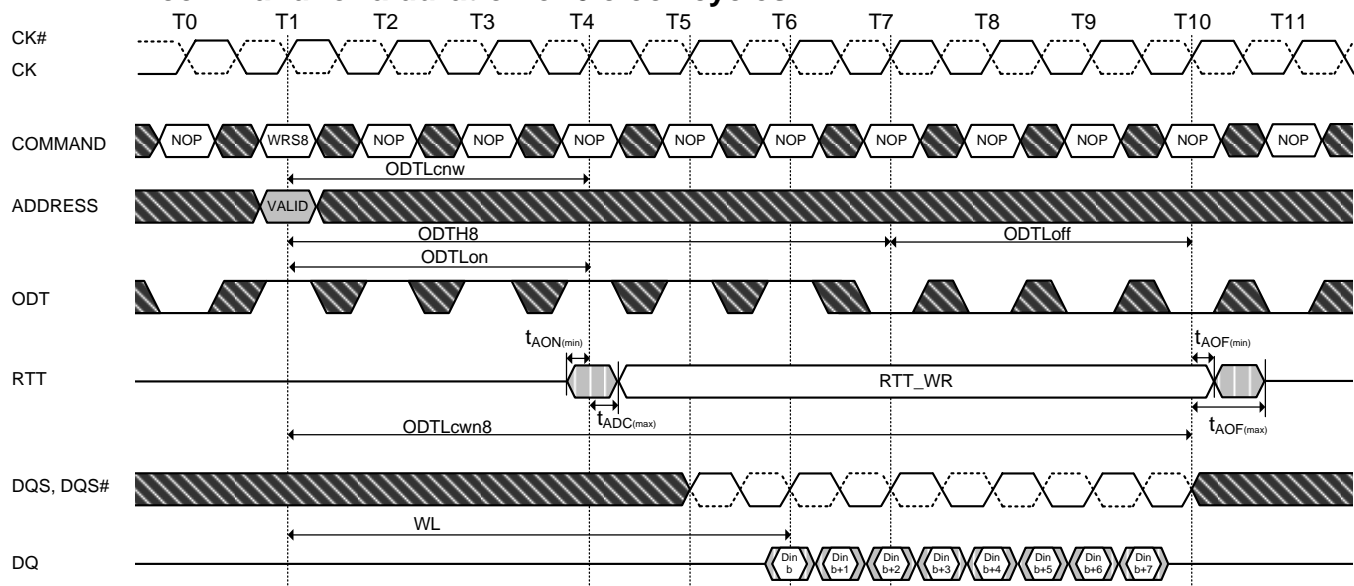 T0 T1 T2 T3 T4 T5 T6 T7 T8 T9 T10 T11
CK#
CK
COMMAND NOP WRS8 NOP NOP NOP NOP NOP NOP NOP NOP NOP NOP
ODTLcnw
ADDRESS VALID
ODTH8 ODTLoff
ODTLon
ODT
tAON(min) tAOF(min)
RTT RTT_WR
tADC(max) tAOF(max)
ODTLcwn8
DQS, DQS#
WL
DQ Din b Din b+1 Din b+2 Din b+3 Din b+4 Din b+5 Din b+6 Din b+7